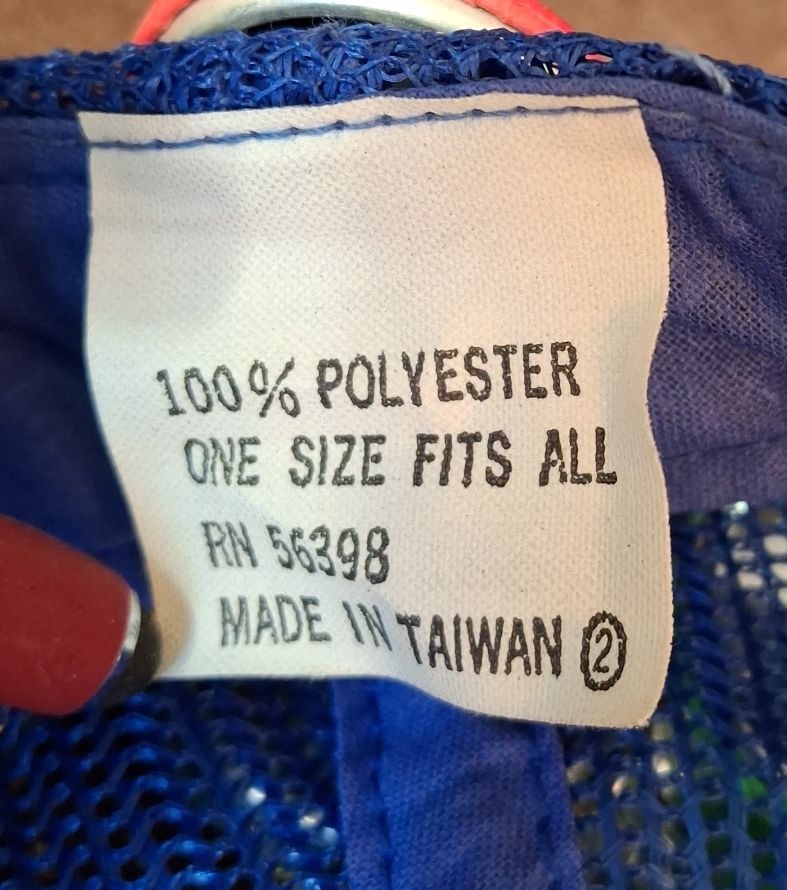 100% POLYESTER
ONE SIZE FITS ALL
RN 56398
MADE IN TAIWAN ②